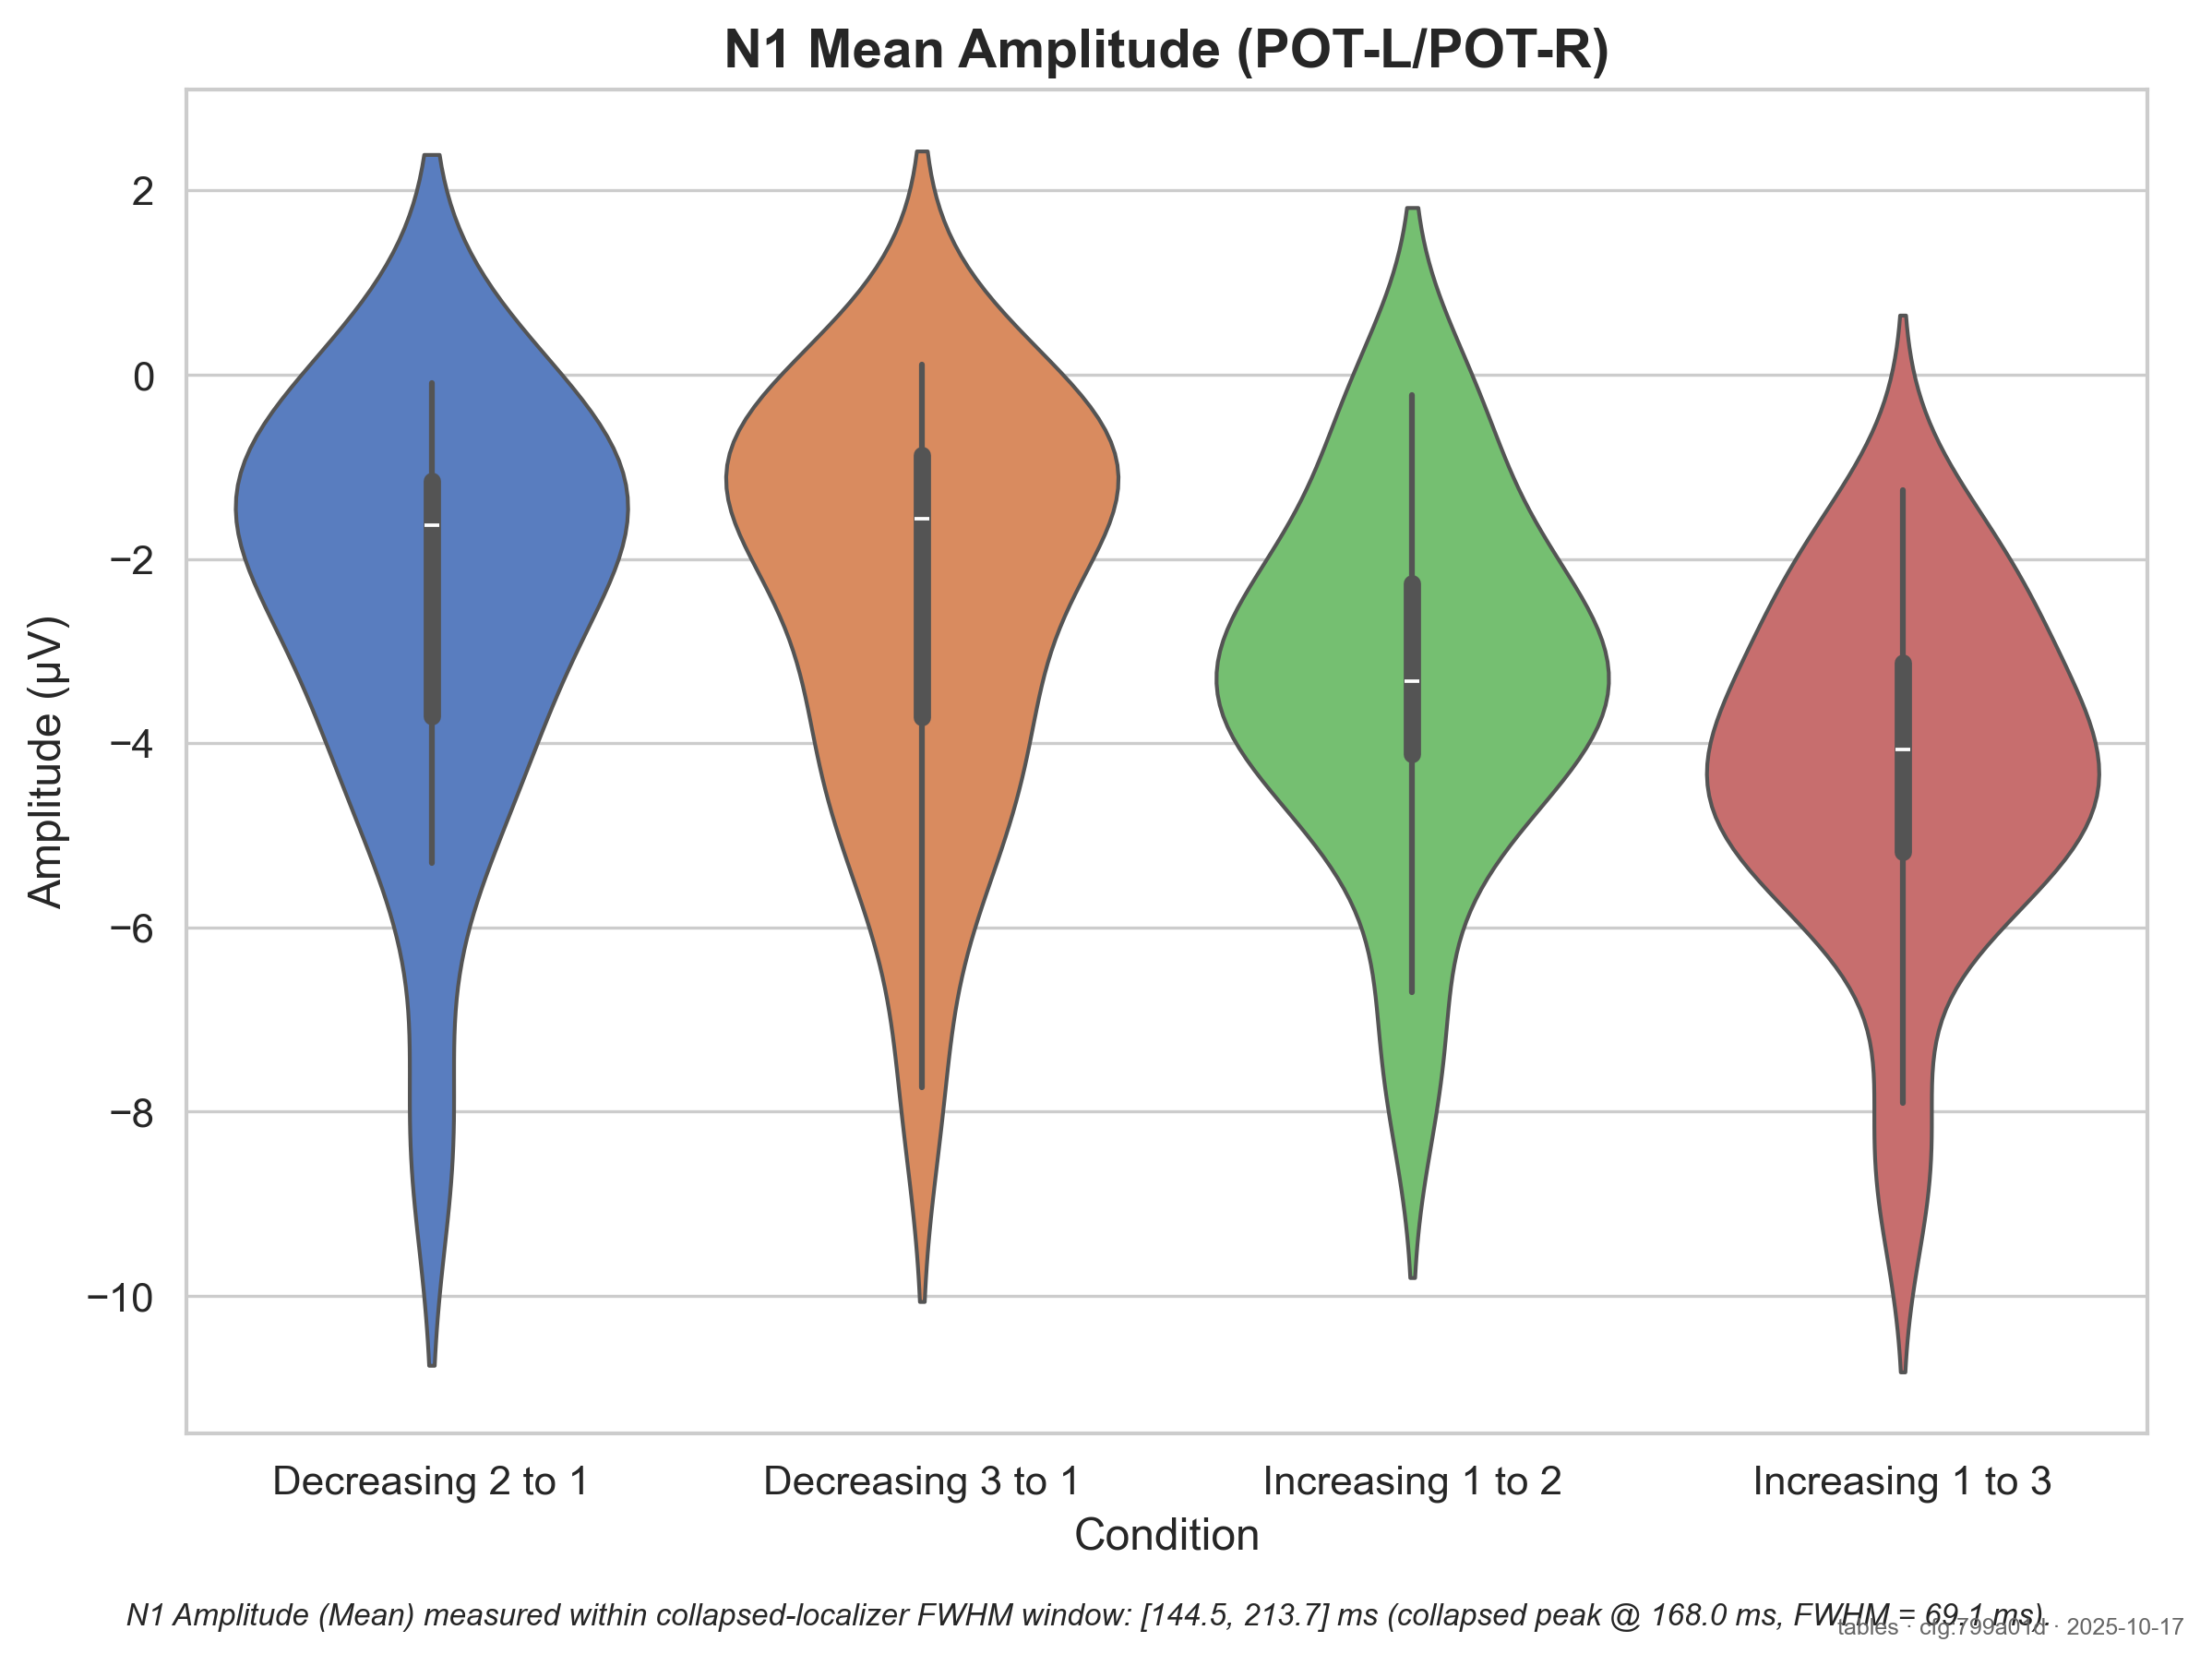 N1 Mean Amplitude (POT-L/POT-R)
2
0
−2
−4
−6
−8
−10
Amplitude (µV)
Decreasing 2 to 1
Decreasing 3 to 1
Increasing 1 to 2
Increasing 1 to 3
Condition
N1 Amplitude (Mean) measured within collapsed-localizer FWHM window: [144.5, 213.7] ms (collapsed peak @ 168.0 ms, FWHM = 69.1 ms).
tables · cfg:799a01d · 2025-10-17